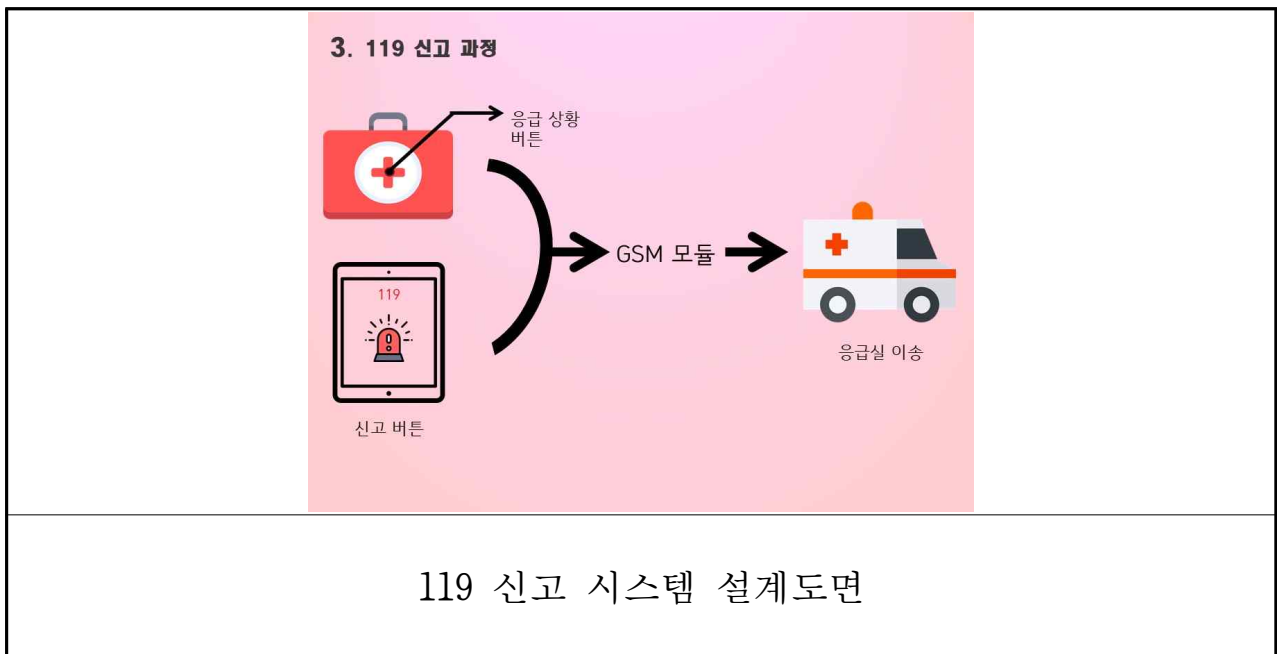 3. 119 신고 과정
응급 상황
버튼
119
신고 버튼
GSM 모듈
응급실 이송
119 신고 시스템 설계도면